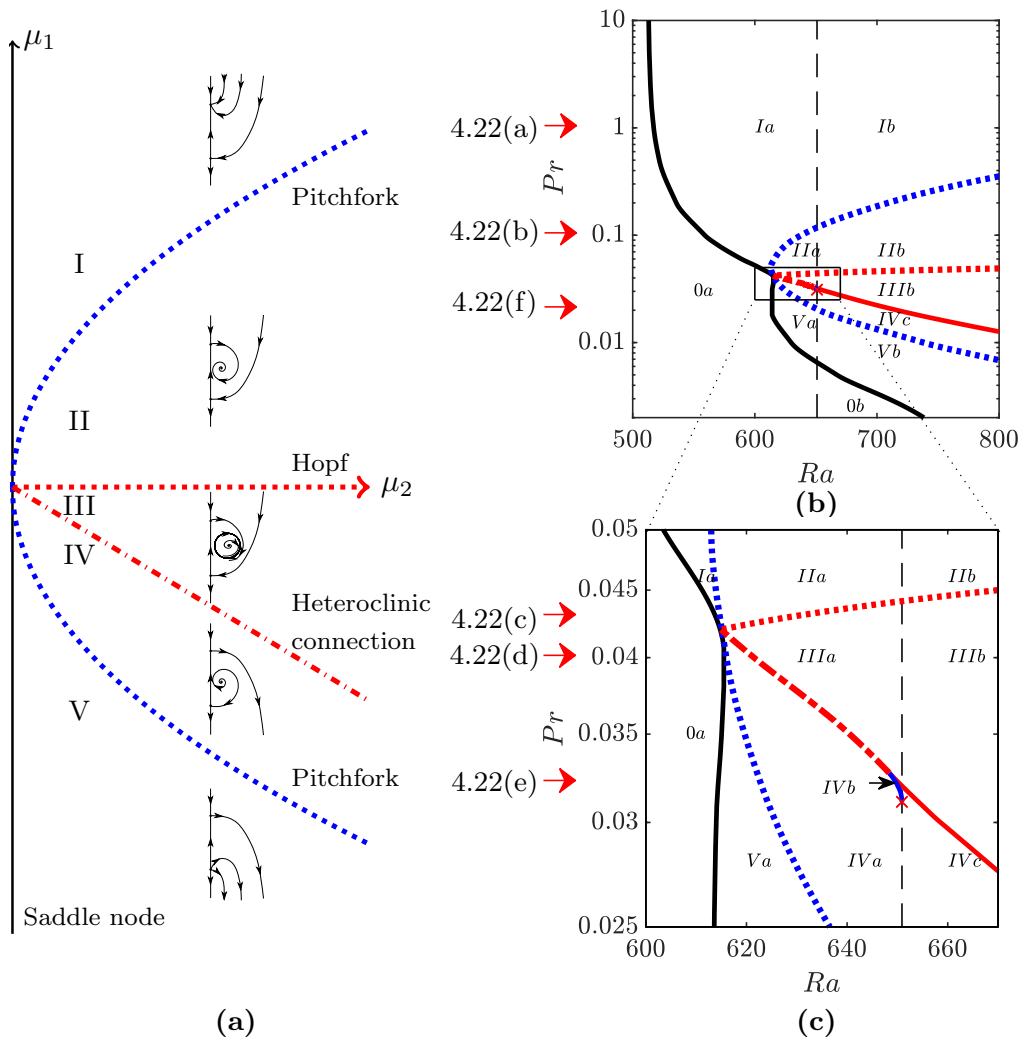 μ1
I
Pitchfork
II
Hopf
μ2
III
IV
Heteroclinic
connection
V
Pitchfork
Saddle node
(a)
4.22(a)
4.22(b)
4.22(f)
Pr
10
1
0.1
0.01
Ia
Ib
IIa
IIb
0a
IIIb
Va
IVc
Vb
0b
500
600
700
800
Ra
(b)
4.22(c)
4.22(d)
4.22(e)
Pr
0.05
0.045
0.04
0.035
0.03
0.025
Ia
IIa
IIb
IIIa
IIIb
0a
IVb
Va
IVa
IVc
600
620
640
660
Ra
(c)